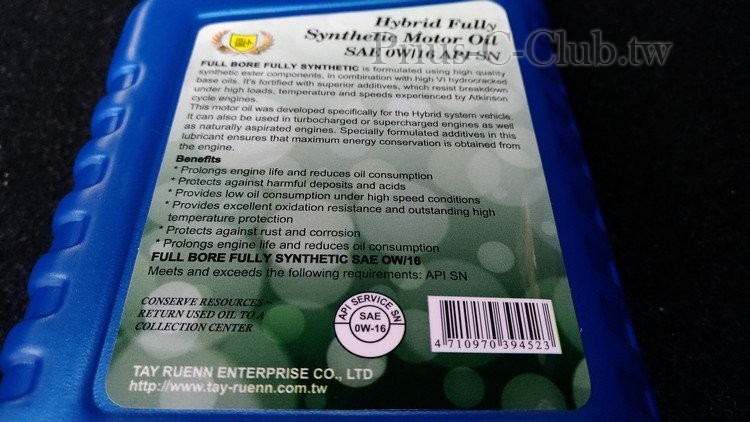 Hybrid Fully
Synthetic Motor Oil
SAE 0W/16 API SN
Prius-C-Club.tw
FULL BORE FULLY SYNTHETIC is formulated using high quality
synthetic ester components, in combination with high VI hydrocracked
base oils. It's fortified with superior additives, which resist breakdown
under high loads, temperature and speeds experienced by Atkinson
cycle engines.
This motor oil was developed specifically for the Hybrid system vehicle.
It can also be used in turbocharged or supercharged engines as well
as naturally aspirated engines. Specially formulated additives in this
lubricant ensures that maximum energy conservation is obtained from
the engine.
Benefits
* Prolongs engine life and reduces oil consumption
* Protects against harmful deposits and acids
* Provides low oil consumption under high speed conditions
* Provides excellent oxidation resistance and outstanding high
temperature protection
* Protects against rust and corrosion
* Prolongs engine life and reduces oil consumption
FULL BORE FULLY SYNTHETIC SAE OW/16
Meets and exceeds the following requirements: API SN
CONSERVE RESOURCES~
RETURN USED OIL TO A
COLLECTION CENTER
API SERVICE SN
SAE
0W-16
4 710970 394523
TAY RUENN ENTERPRISE CO., LTD
http://www.tay-ruenn.com.tw